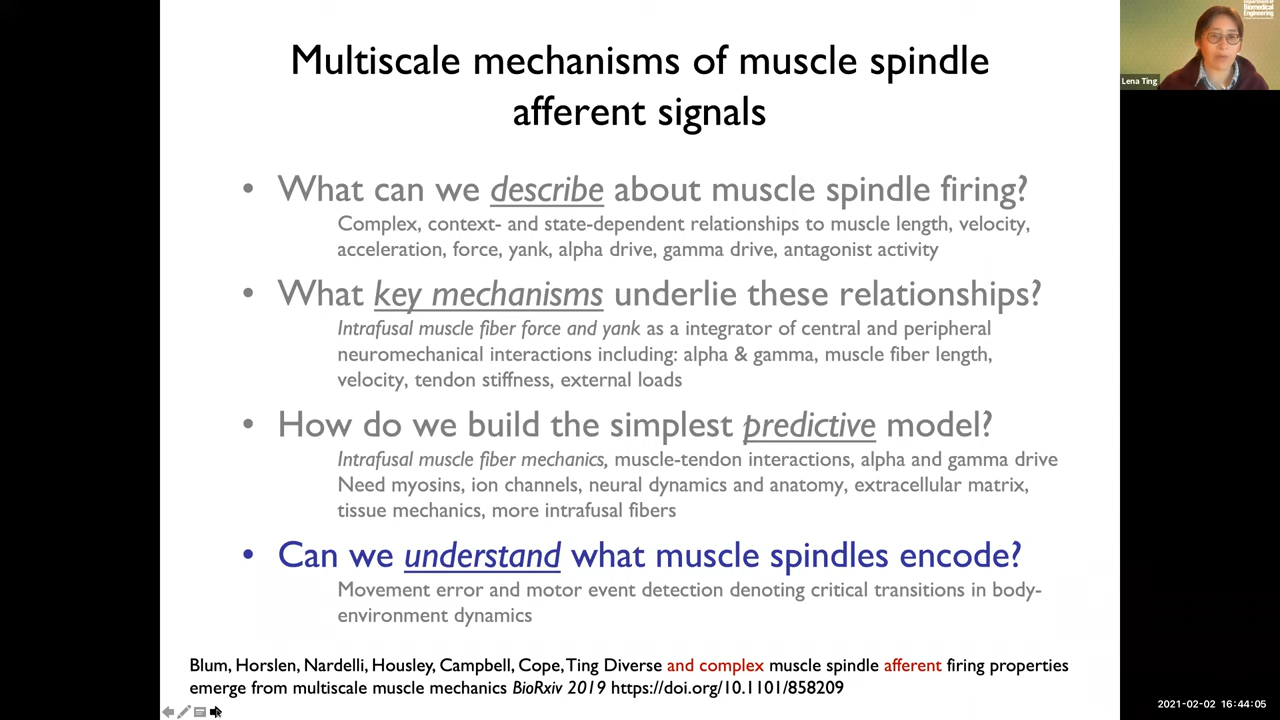 Multiscale mechanisms of muscle spindle
afferent signals
• What can we describe about muscle spindle firing?
Complex, context- and state-dependent relationships to muscle length, velocity,
acceleration, force, yank, alpha drive, gamma drive, antagonist activity
• What key mechanisms underlie these relationships?
Intrafusal muscle fiber force and yank as a integrator of central and peripheral
neuromechanical interactions including: alpha & gamma, muscle fiber length,
velocity, tendon stiffness, external loads
• How do we build the simplest predictive model?
Intrafusal muscle fiber mechanics, muscle-tendon interactions, alpha and gamma drive
Need myosins, ion channels, neural dynamics and anatomy, extracellular matrix,
tissue mechanics, more intrafusal fibers
• Can we understand what muscle spindles encode?
Movement error and motor event detection denoting critical transitions in body-
environment dynamics
Blum, Horslen, Nardelli, Housley, Campbell, Cope, Ting Diverse and complex muscle spindle afferent firing properties
emerge from multiscale muscle mechanics BioRxiv 2019 https://doi.org/10.1101/858209
Biomedical
Engineering
Lena Ting
2021-02-02 16:44:05